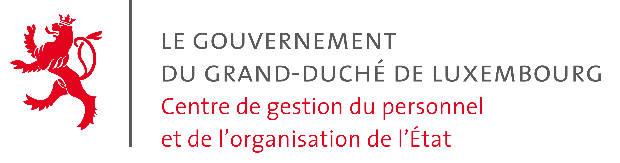 LE GOUVERNEMENT
DU GRAND-DUCHÉ DE LUXEMBOURG
Centre de gestion du personnel
et de l'organisation de l'État